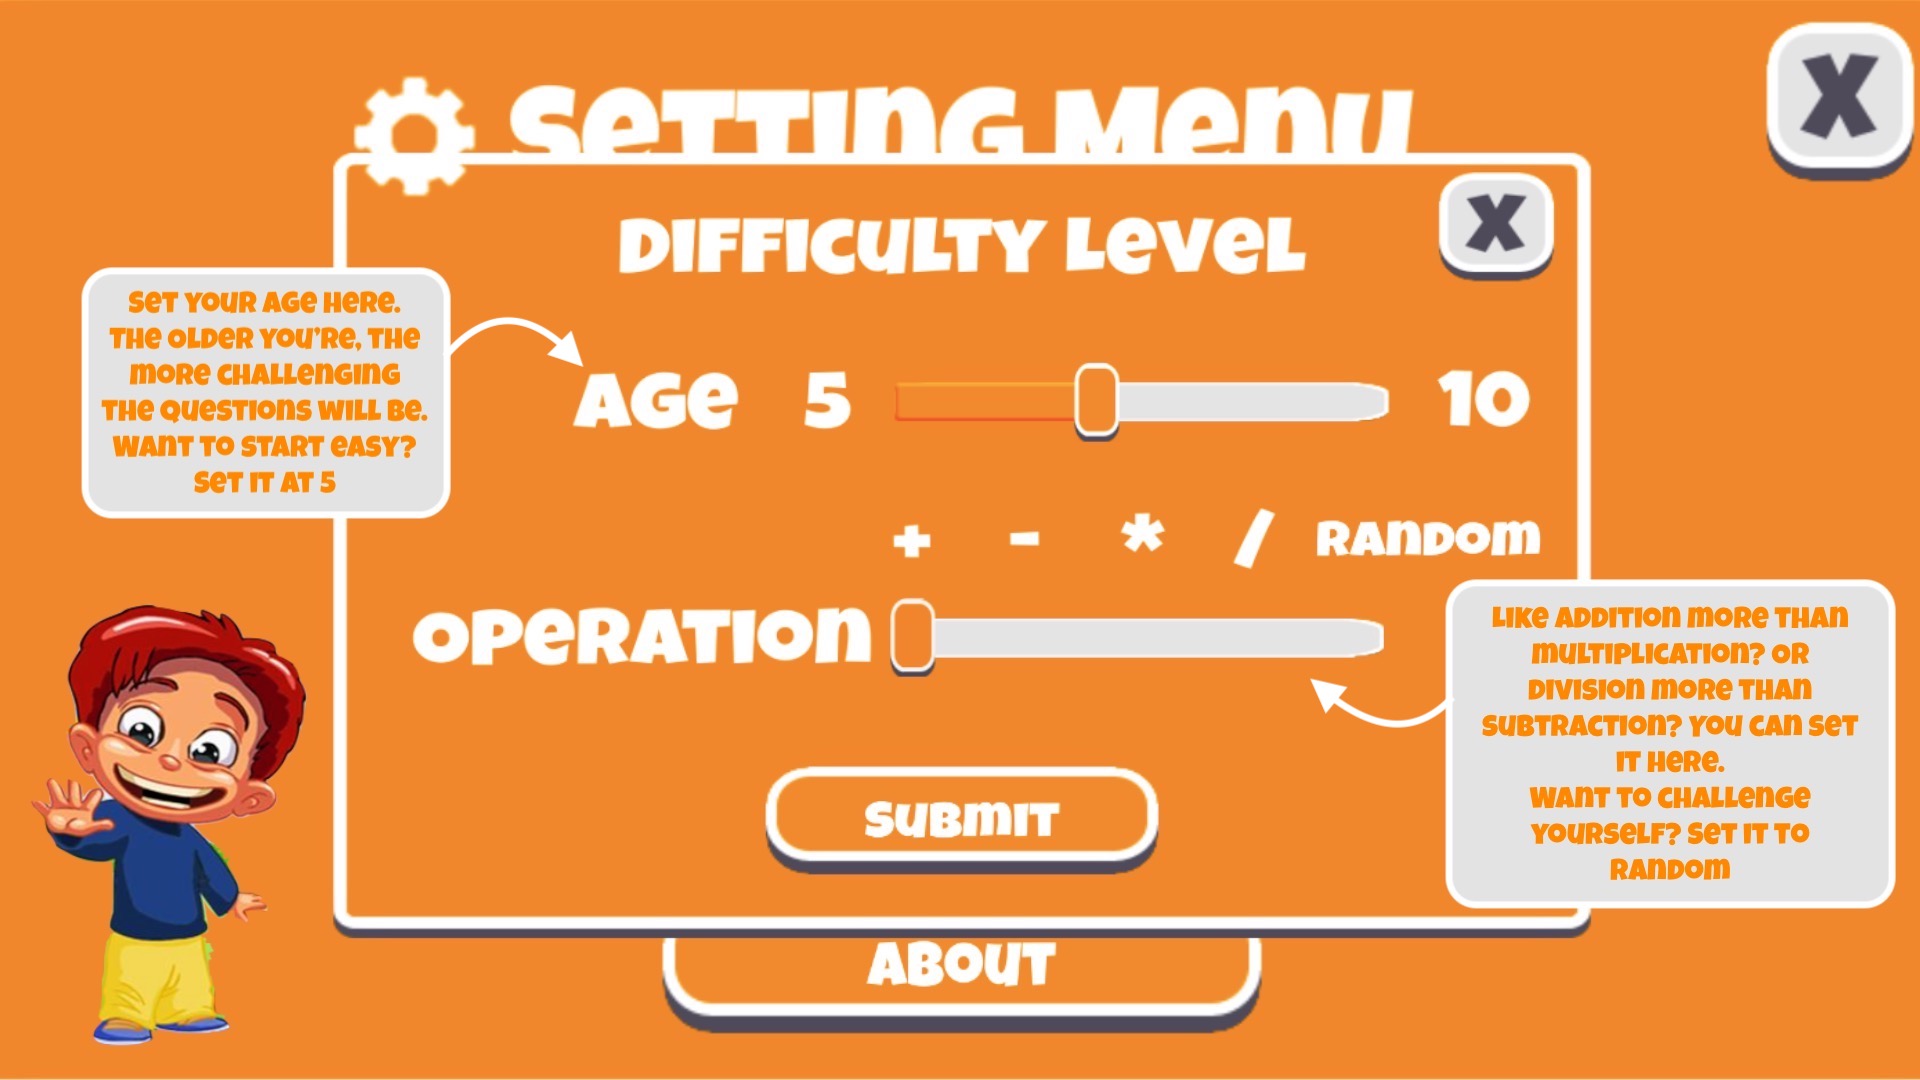 X
SETTING MENU
DIFFICULTY LEVEL
X
SET YOUR AGE HERE.
THE OLDER YOU'RE, THE
MORE CHALLENGING
THE QUESTIONS WILL BE.
WANT TO START EASY?
SET IT AT 5
AGE 5 10
+ - * / RANDOM
OPERATION
LIKE ADDITION MORE THAN
MULTIPLICATION? OR
DIVISION MORE THAN
SUBTRACTION? YOU CAN SET
IT HERE.
WANT TO CHALLENGE
YOURSELF? SET IT TO
RANDOM
SUBMIT
ABOUT